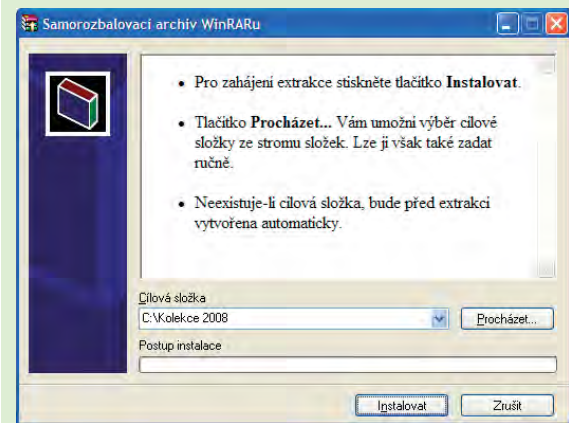 Samorozbalovací archiv WinRARu
• Pro zahájení extrakce stiskněte tlačítko Instalovat.
• Tlačítko Procházet... Vám umožní výběr cílové
složky ze stromu složek. Lze ji však také zadat
ručně.
• Neexistuje-li cílová složka, bude před extrakcí
vytvořena automaticky.
Cílová složka
C:\Kolekce 2008
Procházet...
Postup instalace
Instalovat
Zrušit